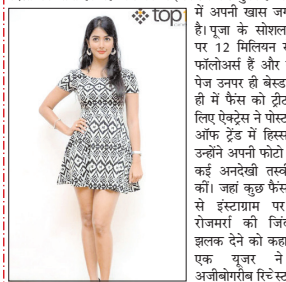 top
में अपनी खास जग
है। पूजा के सोशल
पर 12 मिलियन
फॉलोअर्स हैं और
पेज उनपर ही बेस्ड
ही में फैंस को ट्रीट
लिए ऐक्ट्रेस ने पोस्ट
ऑफ ट्रेंड में हिस्स
उन्होंने अपनी फोटो
कई अनदेखी तस्वी
कीं। जहां कुछ फैंस
से इंस्टाग्राम पर
रोजमर्रा की जिंद
झलक देने को कहा
एक यूजर ने
अजीबोगरीब रिक्वेस्ट